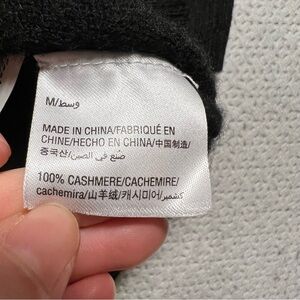 M/وسط
MADE IN CHINA/FABRIQUÉ EN
CHINE/HECHO EN CHINA/中国制造/
중국산/صنع في الصين
100% CASHMERE/CACHEMIRE/
cachemira/山羊绒/캐시미어/كشمير